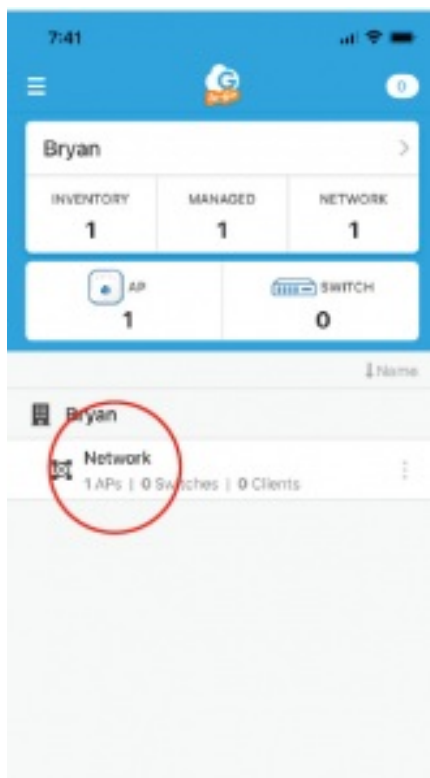 7:41
0
Bryan
INVENTORY MANAGED NETWORK
1 1 1
AP SWITCH
1 0
Name
Bryan
Network
1 APs | 0 Switches | 0 Clients